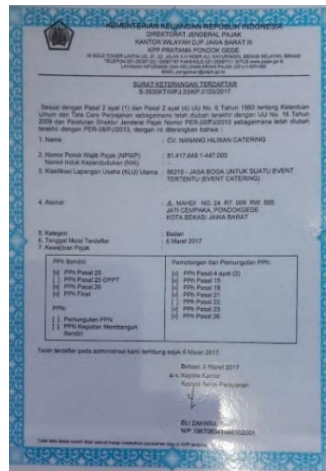 KEMENTERIAN KEUANGAN REPUBLIK INDONESIA
DIREKTORAT JENDERAL PAJAK
KANTOR WILAYAH DJP JAWA BARAT III
KPP PRATAMA PONDOK GEDE
SURAT KETERANGAN TERDAFTAR
Sesuai dengan Pasal 2 ayat (1) dan Pasal 2 ayat (4) UU No. 6 Tahun 1983 tentang Ketentuan
Umum dan Tata Cara Perpajakan sebagaimana telah diubah terakhir dengan UU No. 16 Tahun
2009 dan Peraturan Direktur Jenderal Pajak Nomor PER-20/PJ/2013 sebagaimana telah diubah
terakhir dengan PER-38/PJ/2013, dengan ini diterangkan bahwa :
1. Nama : CV. NANANG HILWAN CATERING
2. Nomor Pokok Wajib Pajak (NPWP) : 81.417.649.1-447.000
Nomor Induk Kependudukan (NIK) : -
3. Klasifikasi Lapangan Usaha (KLU) Utama : 56210 - JASA BOGA UNTUK SUATU EVENT
TERTENTU (EVENT CATERING)
4. Alamat : JL MANDI NO.24 RT 006 RW 005
JATI CEMPAKA, PONDOKGEDE
KOTA BEKASI JAWA BARAT
5. Kategori : Badan
6. Tanggal Mulai Terdaftar : 6 Maret 2017
7. Kewajiban Pajak :
PPh Sendiri:
[v] PPh Pasal 25
[ ] PPh Pasal 25 OPPT
[v] PPh Pasal 29
[v] PPh Final
PPN:
[ ] Pemungutan PPN
[ ] PPN Kegiatan Membangun
Sendiri
Pemotongan dan Pemungutan PPh:
[v] PPh Pasal 4 ayat (2)
PPh Pasal 15
PPh Pasal 19
PPh Pasal 21
[ ] PPh Pasal 22
[v] PPh Pasal 23
[v] PPh Pasal 26
Telah terdaftar pada administrasi kami terhitung sejak 6 Maret 2017.
Bekasi, 6 Maret 2017
a.n. Kepala Kantor
Kepala Seksi Pelayanan
ELI ZAHARA
NIP